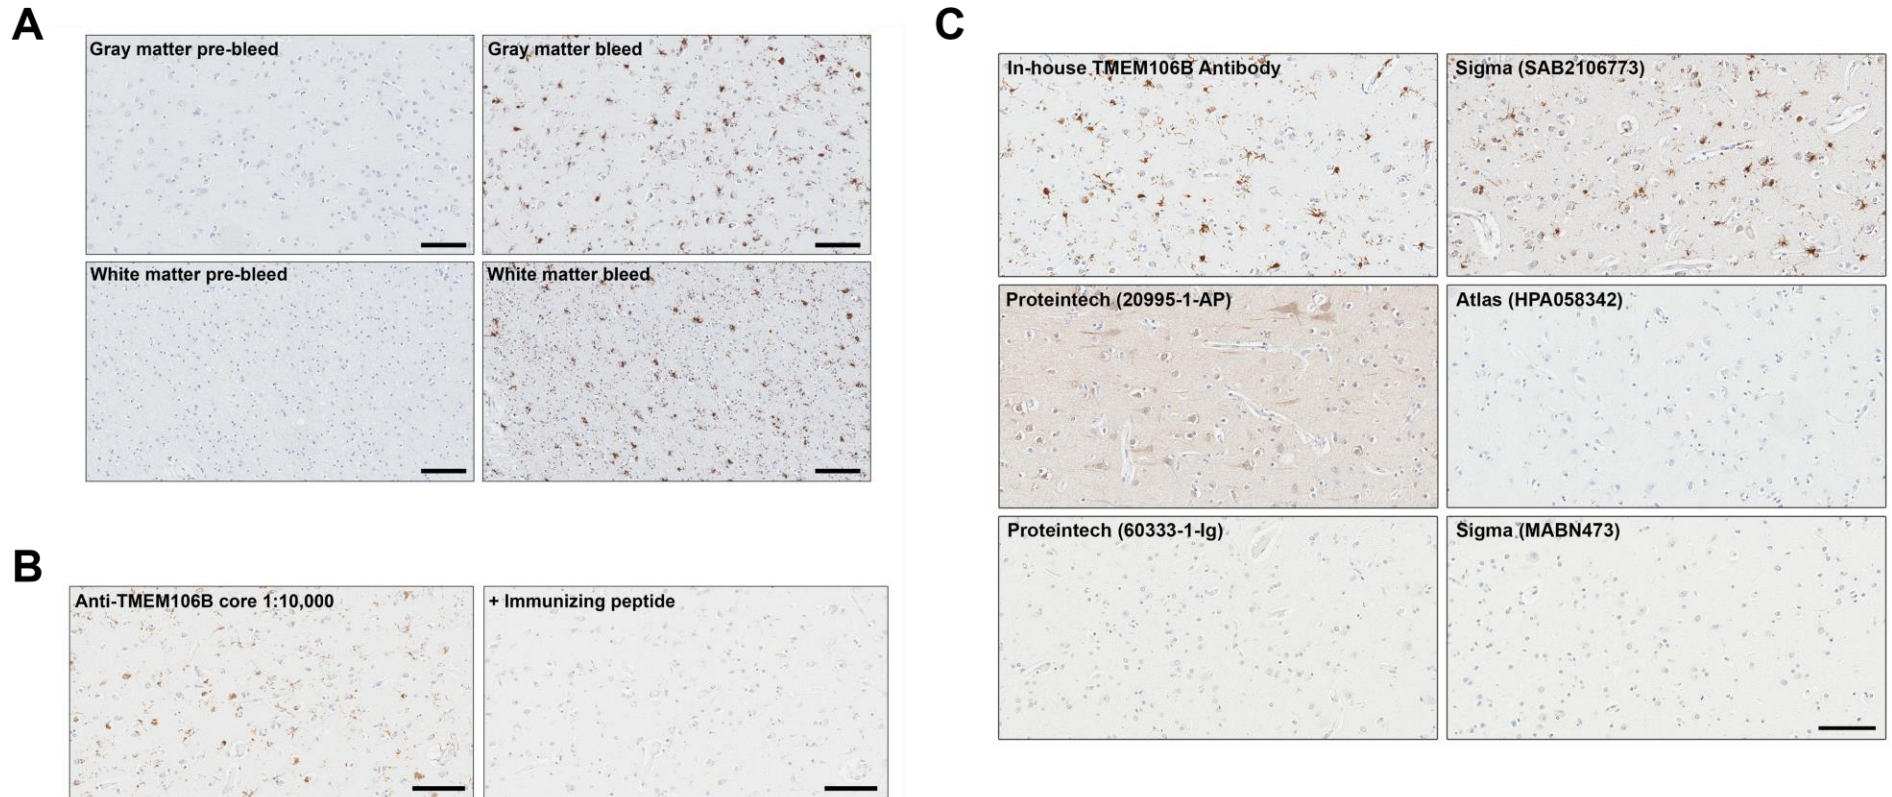 A
Gray matter pre-bleed
Gray matter bleed
White matter pre-bleed
White matter bleed
B
Anti-TMEM106B core 1:10,000
+ Immunizing peptide
C
In-house TMEM106B Antibody
Sigma (SAB2106773)
Proteintech (20995-1-AP)
Atlas (HPA058342)
Proteintech (60333-1-Ig)
Sigma (MABN473)